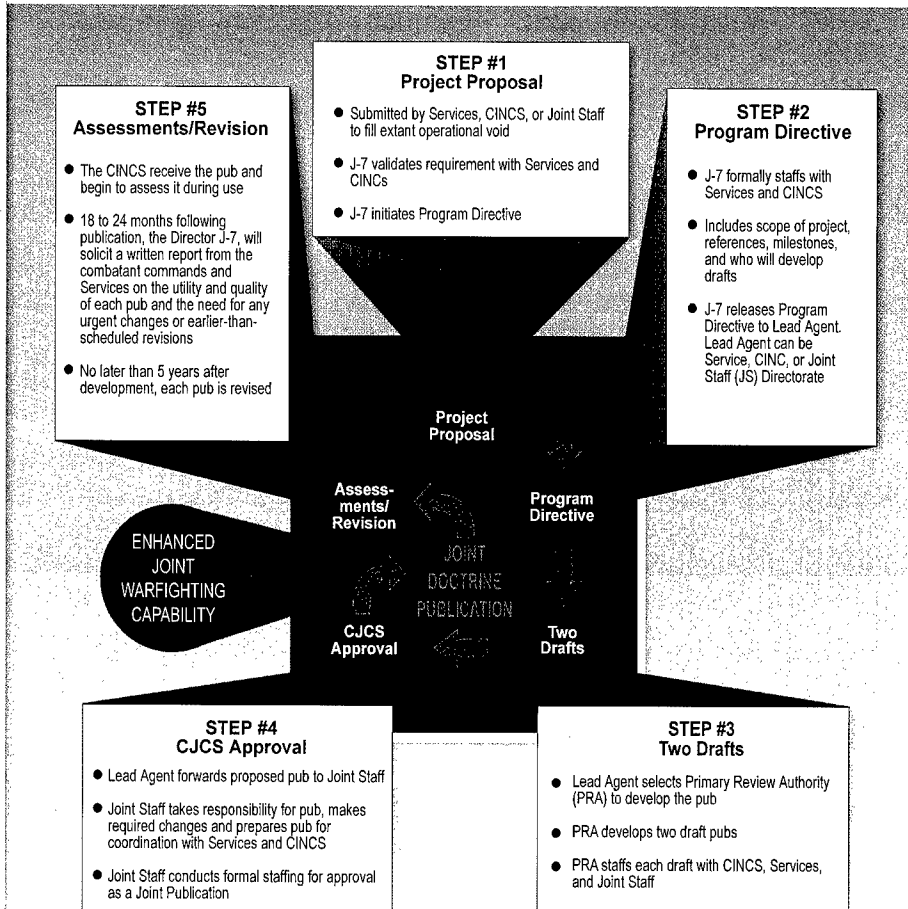 STEP #1
Project Proposal
● Submitted by Services, CINCS, or Joint Staff
to fill extant operational void
● J-7 validates requirement with Services and
CINCs
● J-7 initiates Program Directive
STEP #2
Program Directive
● J-7 formally staffs with
Services and CINCS
● Includes scope of project,
references, milestones,
and who will develop
drafts
● J-7 releases Program
Directive to Lead Agent.
Lead Agent can be
Service, CINC, or Joint
Staff (JS) Directorate
STEP #3
Two Drafts
● Lead Agent selects Primary Review Authority
(PRA) to develop the pub
● PRA develops two draft pubs
● PRA staffs each draft with CINCS, Services,
and Joint Staff
STEP #4
CJCS Approval
● Lead Agent forwards proposed pub to Joint Staff
● Joint Staff takes responsibility for pub, makes
required changes and prepares pub for
coordination with Services and CINCS
● Joint Staff conducts formal staffing for approval
as a Joint Publication
STEP #5
Assessments/Revision
● The CINCS receive the pub and
begin to assess it during use
● 18 to 24 months following
publication, the Director J-7, will
solicit a written report from the
combatant commands and
Services on the utility and quality
of each pub and the need for any
urgent changes or earlier-than-
scheduled revisions
● No later than 5 years after
development, each pub is revised
Project
Proposal
Program
Directive
Two
Drafts
CJCS
Approval
Assess-
ments/
Revision
JOINT
DOCTRINE
PUBLICATION
ENHANCED
JOINT
WARFIGHTING
CAPABILITY